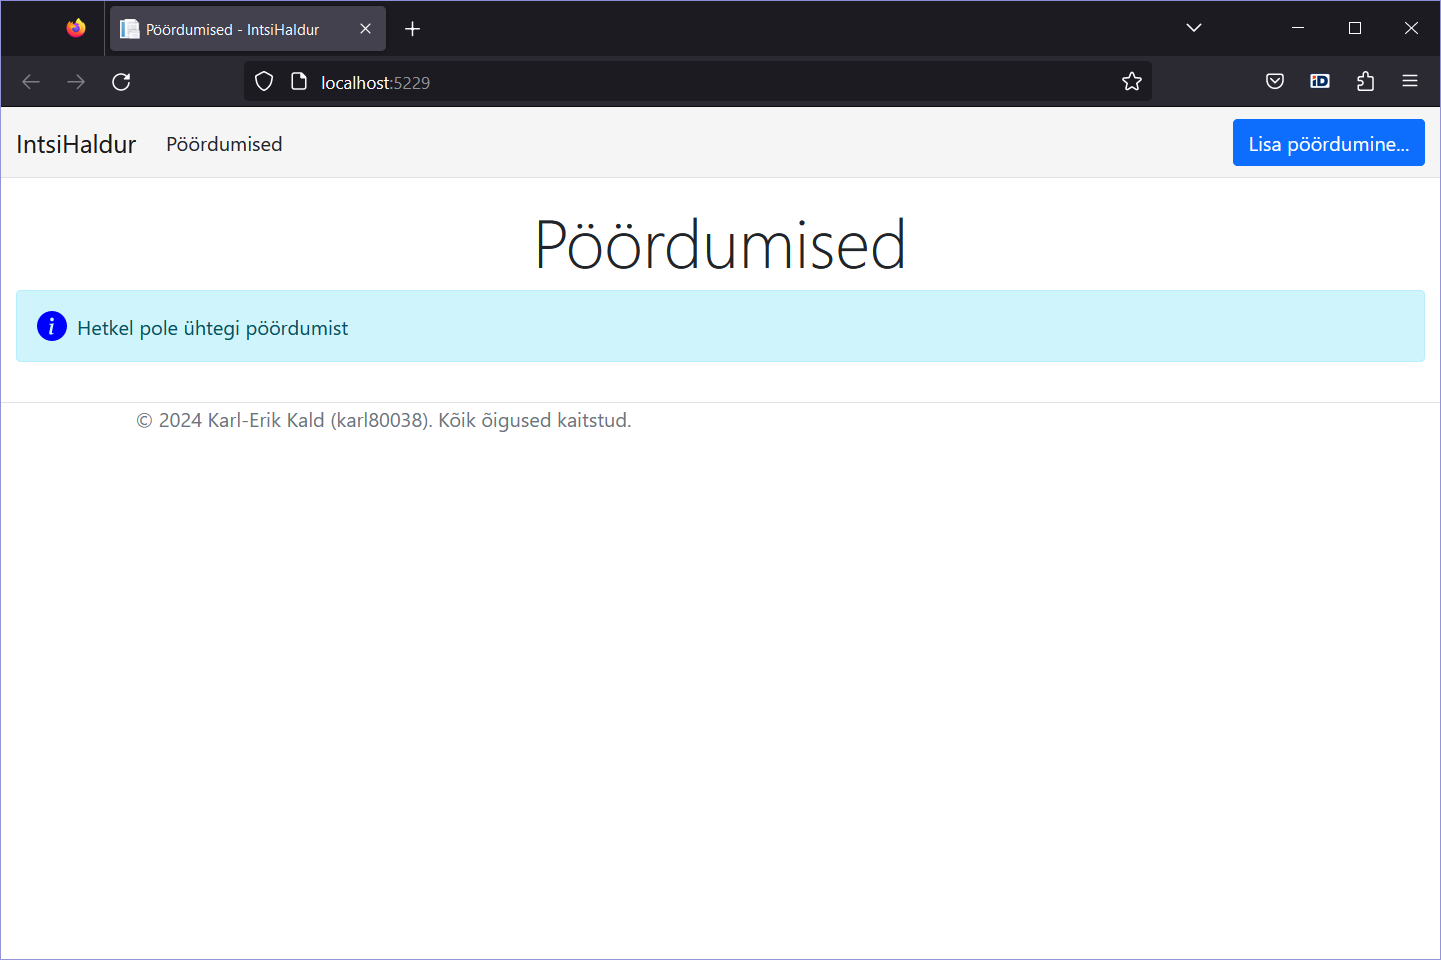 Pöördumised - IntsiHaldur
localhost:5229
iD
IntsiHaldur
Pöördumised
Lisa pöördumine...
Pöördumised
Hetkel pole ühtegi pöördumist
© 2024 Karl-Erik Kald (karl80038). Kõik õigused kaitstud.